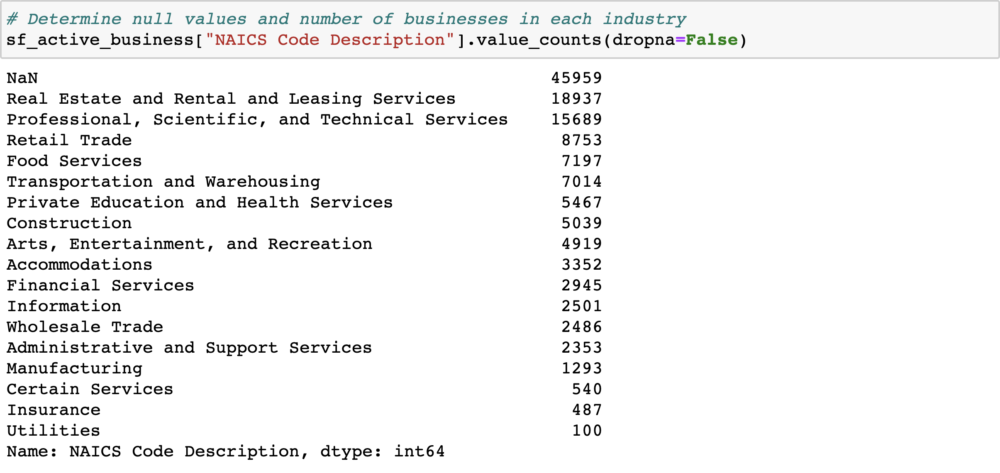 # Determine null values and number of businesses in each industry
sf_active_business["NAICS Code Description"].value_counts(dropna=False)
NaN 45959
Real Estate and Rental and Leasing Services 18937
Professional, Scientific, and Technical Services 15689
Retail Trade 8753
Food Services 7197
Transportation and Warehousing 7014
Private Education and Health Services 5467
Construction 5039
Arts, Entertainment, and Recreation 4919
Accommodations 3352
Financial Services 2945
Information 2501
Wholesale Trade 2486
Administrative and Support Services 2353
Manufacturing 1293
Certain Services 540
Insurance 487
Utilities 100
Name: NAICS Code Description, dtype: int64